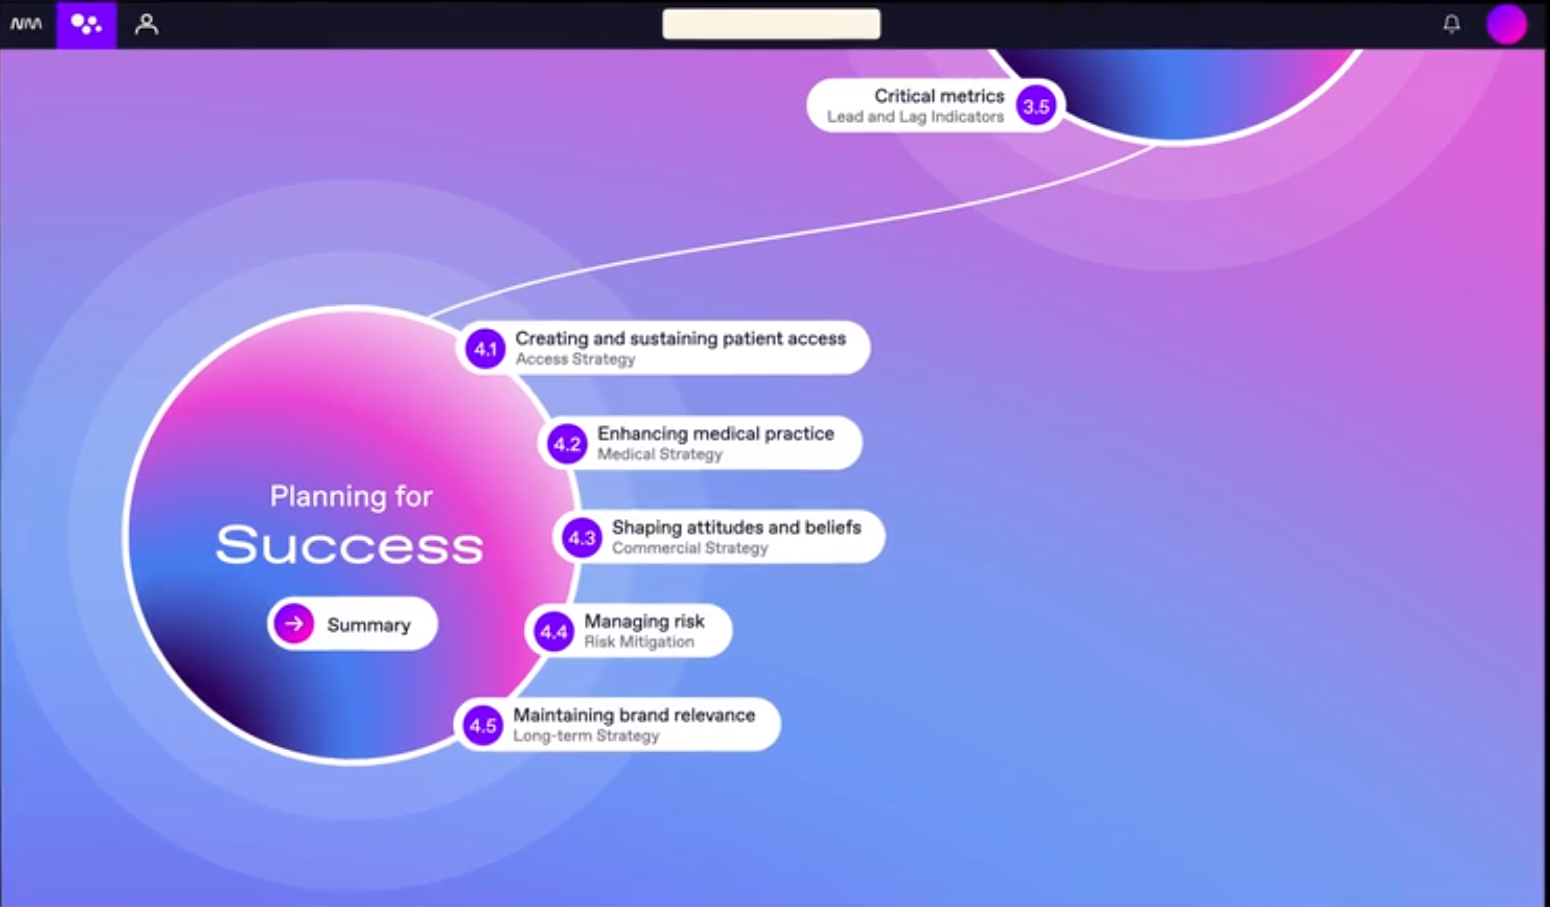 NM
Critical metrics
Lead and Lag Indicators
3.5
4.1
Creating and sustaining patient access
Access Strategy
4.2
Enhancing medical practice
Medical Strategy
4.3
Shaping attitudes and beliefs
Commercial Strategy
Planning for
Success
Summary
4.4
Managing risk
Risk Mitigation
4.5
Maintaining brand relevance
Long-term Strategy